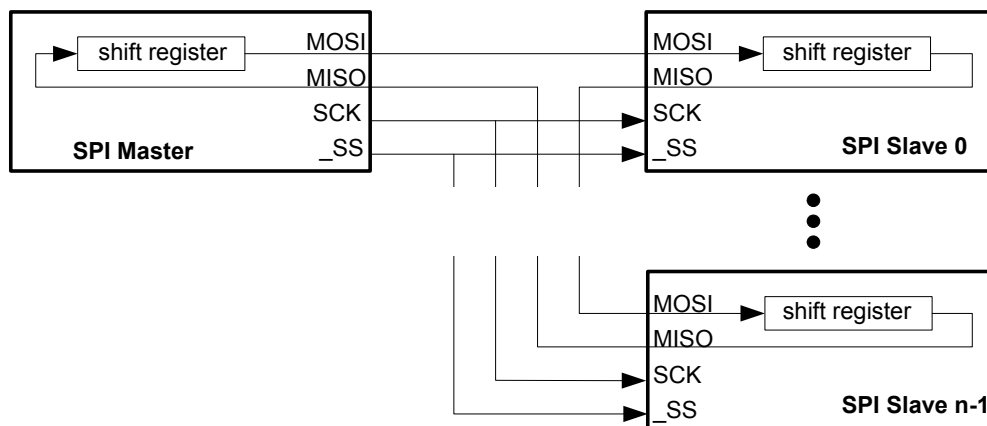 shift register
MOSI
MISO
SCK
_SS
SPI Master
MOSI
shift register
MISO
SCK
_SS
SPI Slave 0
MOSI
shift register
MISO
SCK
_SS
SPI Slave n-1